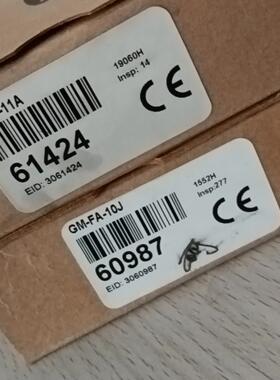 -11A
19060H
Insp: 14
61424
EID: 3061424
CE
GM-FA-10J
1552H
Insp:277
60987
EID: 3060987
CE